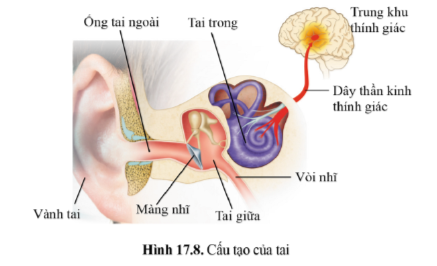 Ống tai ngoài
Tai trong
Trung khu
thính giác
Dây thần kinh
thính giác
Vòi nhĩ
Vành tai
Màng nhĩ
Tai giữa
Hình 17.8. Cấu tạo của tai